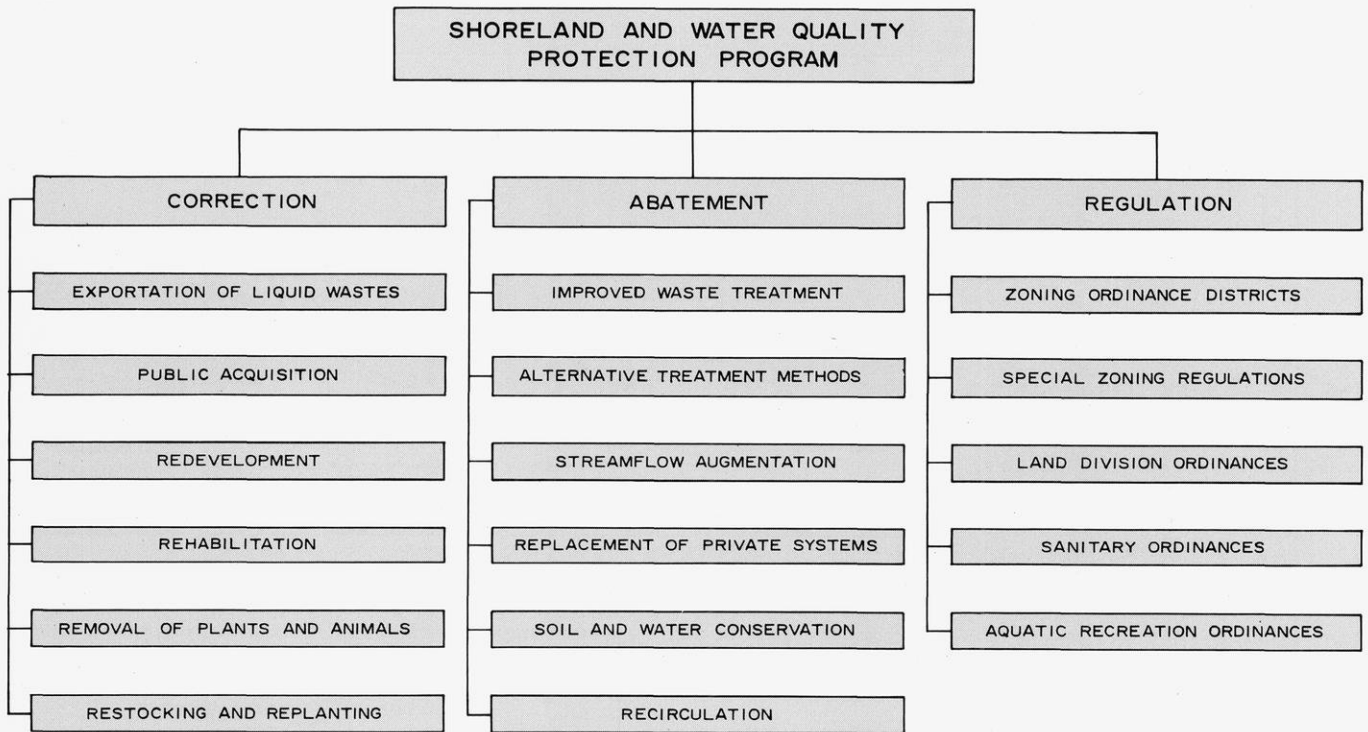 SHORELAND AND WATER QUALITY
PROTECTION PROGRAM
CORRECTION
EXPORTATION OF LIQUID WASTES
PUBLIC ACQUISITION
REDEVELOPMENT
REHABILITATION
REMOVAL OF PLANTS AND ANIMALS
RESTOCKING AND REPLANTING
ABATEMENT
IMPROVED WASTE TREATMENT
ALTERNATIVE TREATMENT METHODS
STREAMFLOW AUGMENTATION
REPLACEMENT OF PRIVATE SYSTEMS
SOIL AND WATER CONSERVATION
RECIRCULATION
REGULATION
ZONING ORDINANCE DISTRICTS
SPECIAL ZONING REGULATIONS
LAND DIVISION ORDINANCES
SANITARY ORDINANCES
AQUATIC RECREATION ORDINANCES